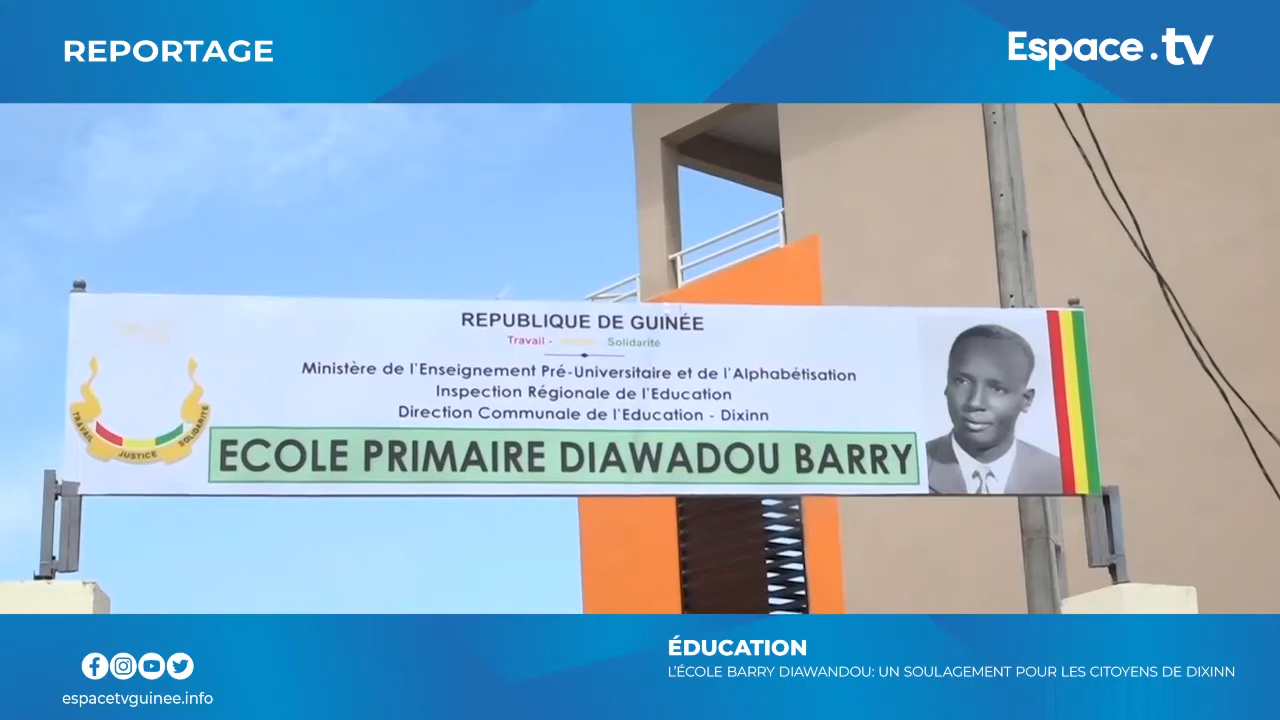 REPORTAGE
Espace.tv
REPUBLIQUE DE GUINÉE
Travail - Justice - Solidarité
Ministère de l'Enseignement Pré-Universitaire et de l'Alphabétisation
Inspection Régionale de l'Education
Direction Communale de l'Education - Dixinn
ECOLE PRIMAIRE DIAWADOU BARRY
TRAVAIL JUSTICE SOLIDARITÉ
ÉDUCATION
L'ÉCOLE BARRY DIAWANDOU: UN SOULAGEMENT POUR LES CITOYENS DE DIXINN
espacetvguinee.info